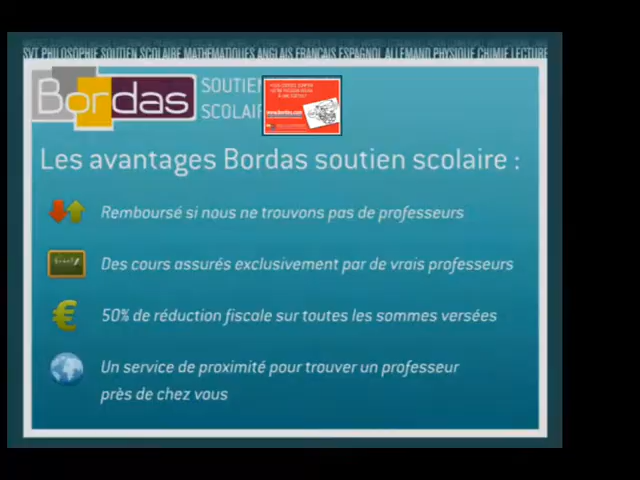 SVT PHILOSOPHIE SOUTIEN SCOLAIRE MATHEMATIQUES ANGLAIS FRANÇAIS ESPAGNOL ALLEMAND PHYSIQUE CHIMIE LECTURE
Bordas
SOUTIEN
SCOLAIR
Les avantages Bordas soutien scolaire :
Remboursé si nous ne trouvons pas de professeurs
Des cours assurés exclusivement par de vrais professeurs
€ 50% de réduction fiscale sur toutes les sommes versées
Un service de proximité pour trouver un professeur
près de chez vous